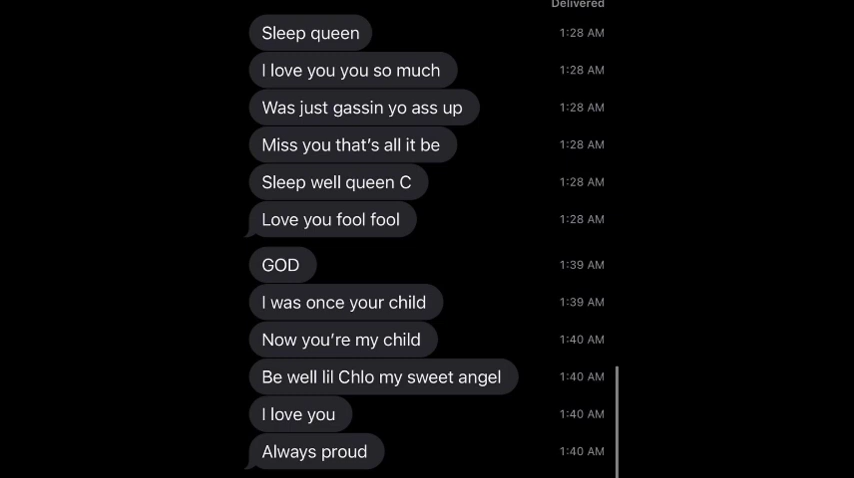 Delivered
Sleep queen 1:28 AM
I love you you so much 1:28 AM
Was just gassin yo ass up 1:28 AM
Miss you that’s all it be 1:28 AM
Sleep well queen C 1:28 AM
Love you fool fool 1:28 AM
GOD 1:39 AM
I was once your child 1:39 AM
Now you’re my child 1:40 AM
Be well lil Chlo my sweet angel 1:40 AM
I love you 1:40 AM
Always proud 1:40 AM